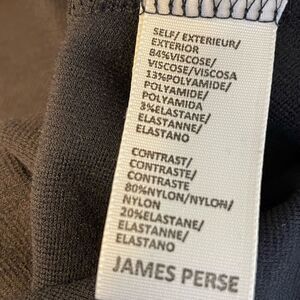 SELF/ EXTERIEUR/
EXTERIOR
84%VISCOSE/
VISCOSE/VISCOSA
13%POLYAMIDE/
POLYAMIDE/
POLYAMIDA
3%ELASTANE/
ELASTANNE/
ELASTANO
CONTRAST/
CONTRASTE/
CONTRASTE
80%NYLON/NYLON/
NYLON
20%ELASTANE/
ELASTANNE/
ELASTANO
JAMES PERSE